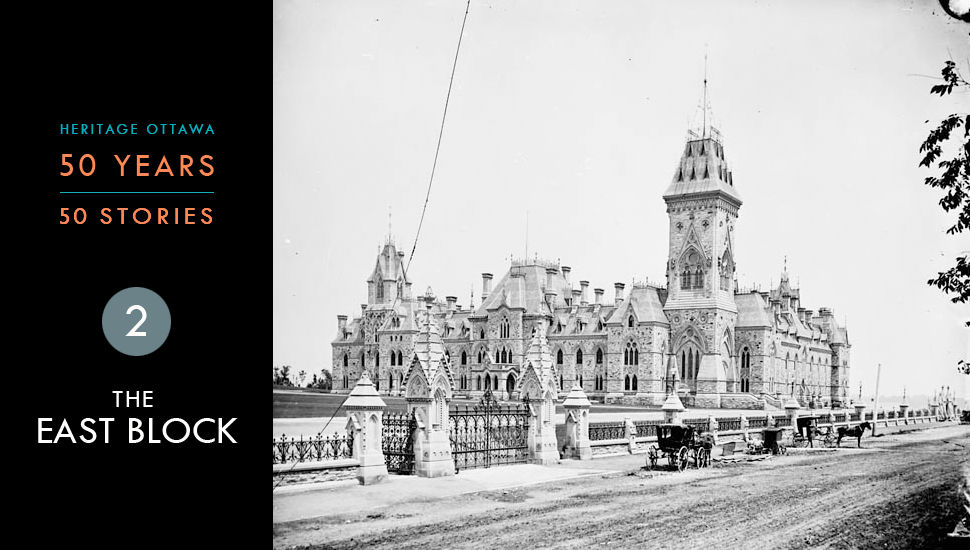 HERITAGE OTTAWA
50 YEARS
50 STORIES
2
THE
EAST BLOCK